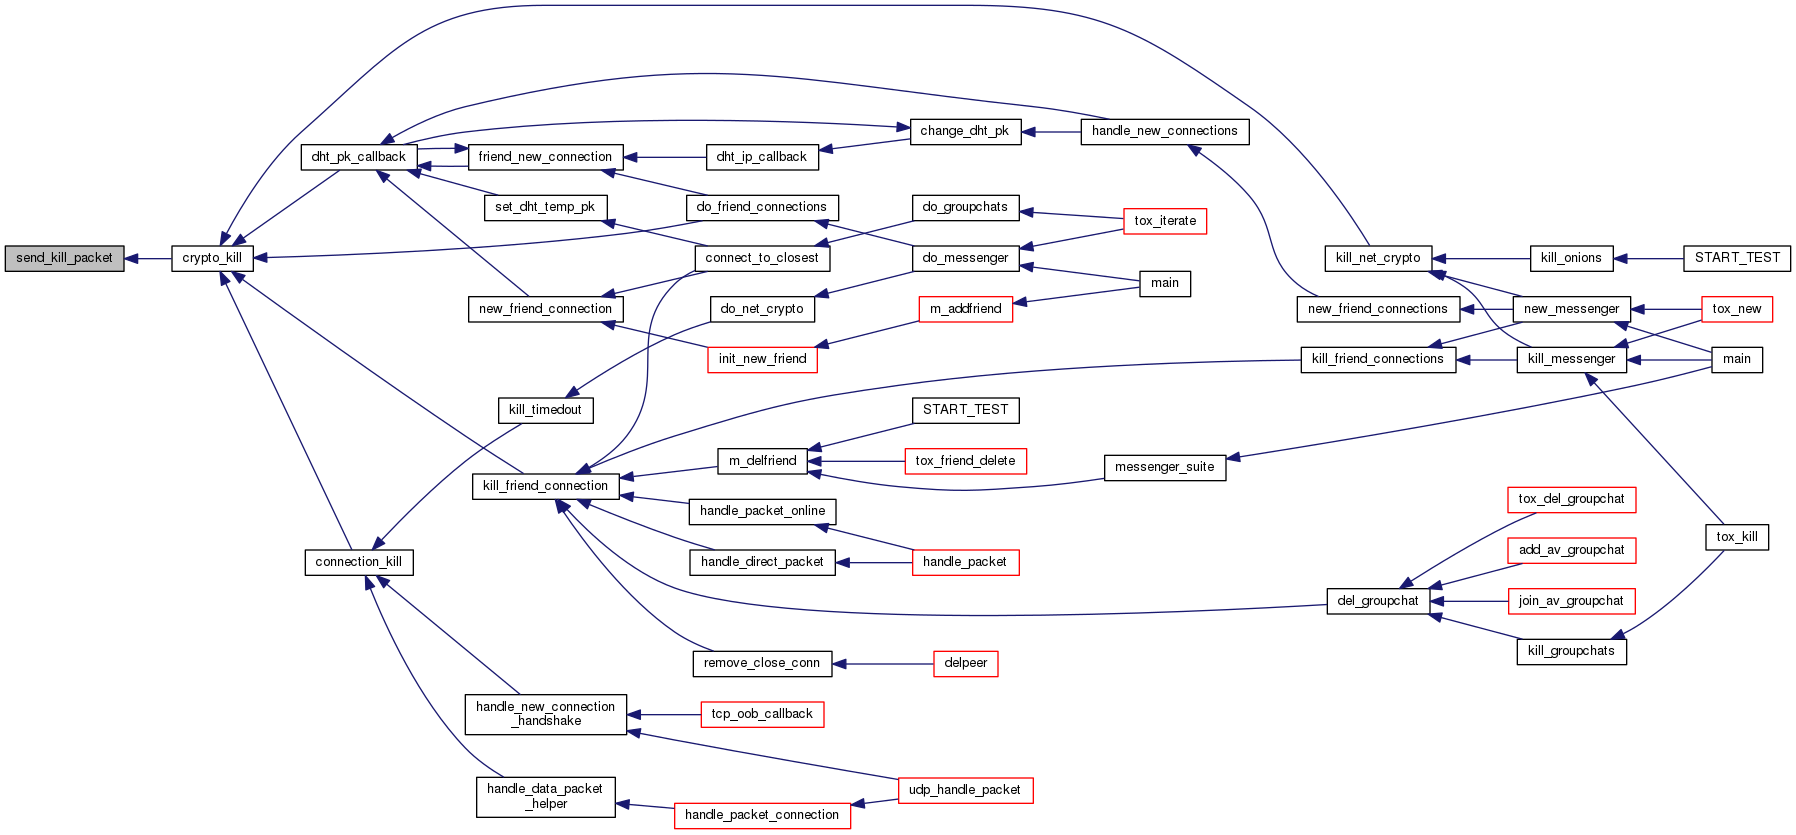 send_kill_packet
crypto_kill
dht_pk_callback
friend_new_connection
set_dht_temp_pk
new_friend_connection
dht_ip_callback
change_dht_pk
handle_new_connections
do_friend_connections
connect_to_closest
do_groupchats
do_messenger
tox_iterate
main
do_net_crypto
m_addfriend
init_new_friend
kill_net_crypto
kill_onions
START_TEST
new_friend_connections
new_messenger
tox_new
kill_friend_connections
kill_messenger
main
kill_timedout
START_TEST
kill_friend_connection
m_delfriend
tox_friend_delete
messenger_suite
handle_packet_online
handle_direct_packet
handle_packet
connection_kill
tox_del_groupchat
add_av_groupchat
tox_kill
del_groupchat
join_av_groupchat
kill_groupchats
remove_close_conn
delpeer
handle_new_connection
_handshake
tcp_oob_callback
handle_data_packet
_helper
udp_handle_packet
handle_packet_connection